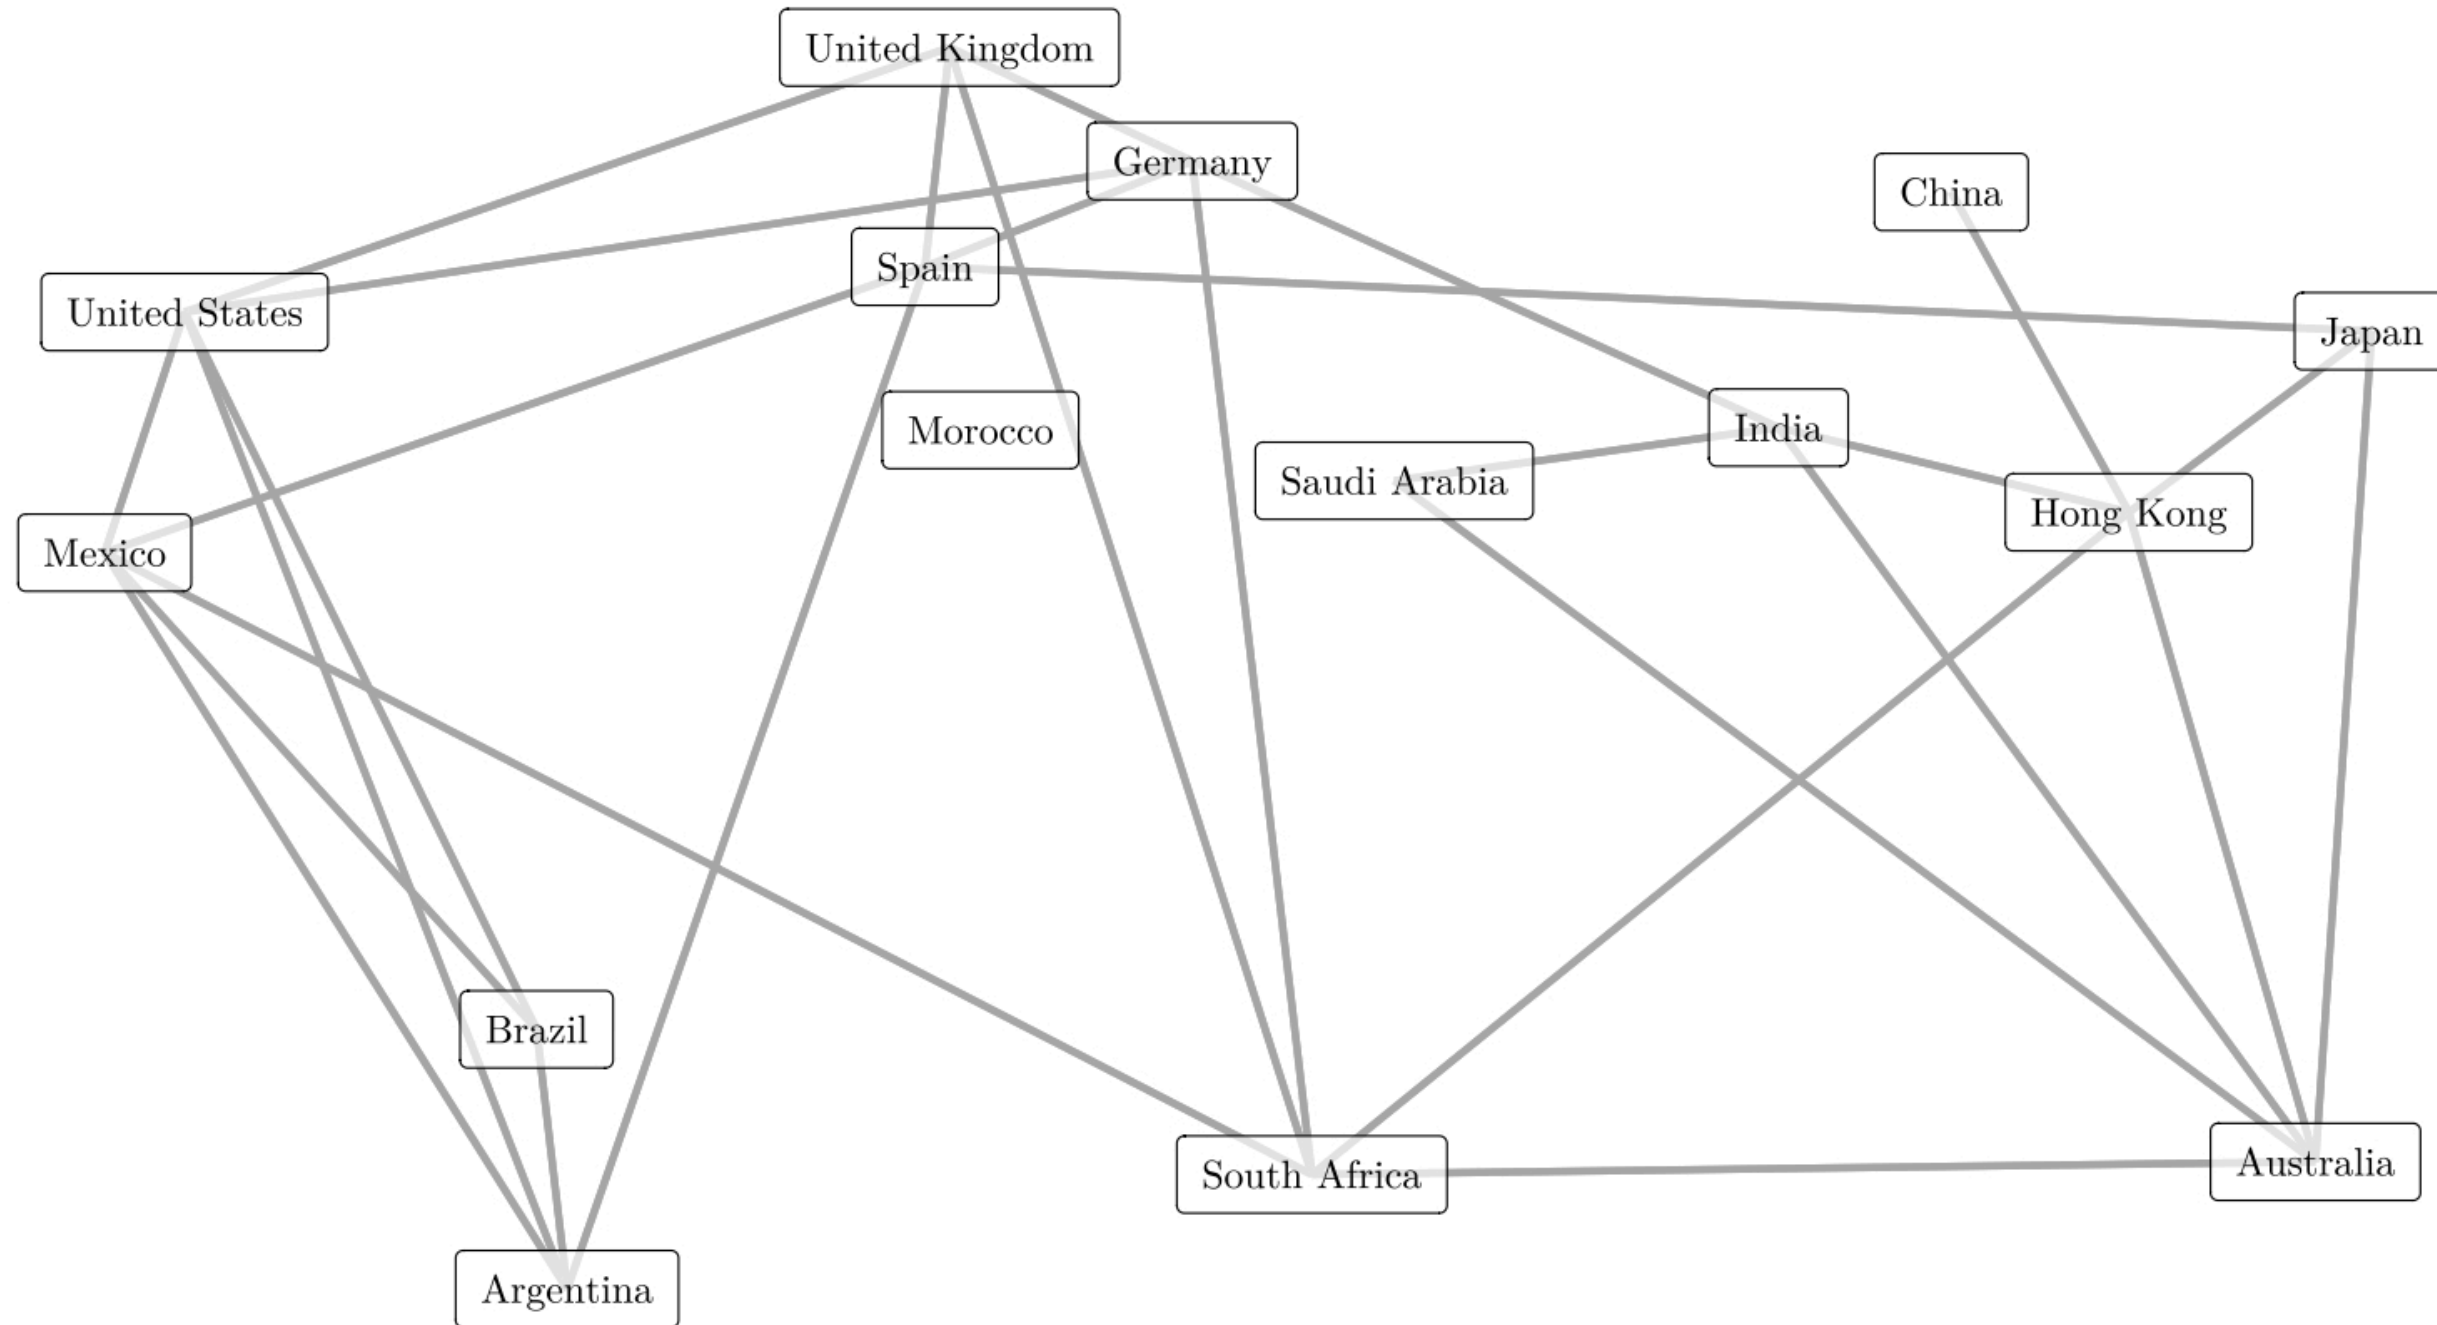 United Kingdom
Germany
China
Spain
United States
Japan
Morocco
India
Saudi Arabia
Hong Kong
Mexico
Brazil
Australia
South Africa
Argentina